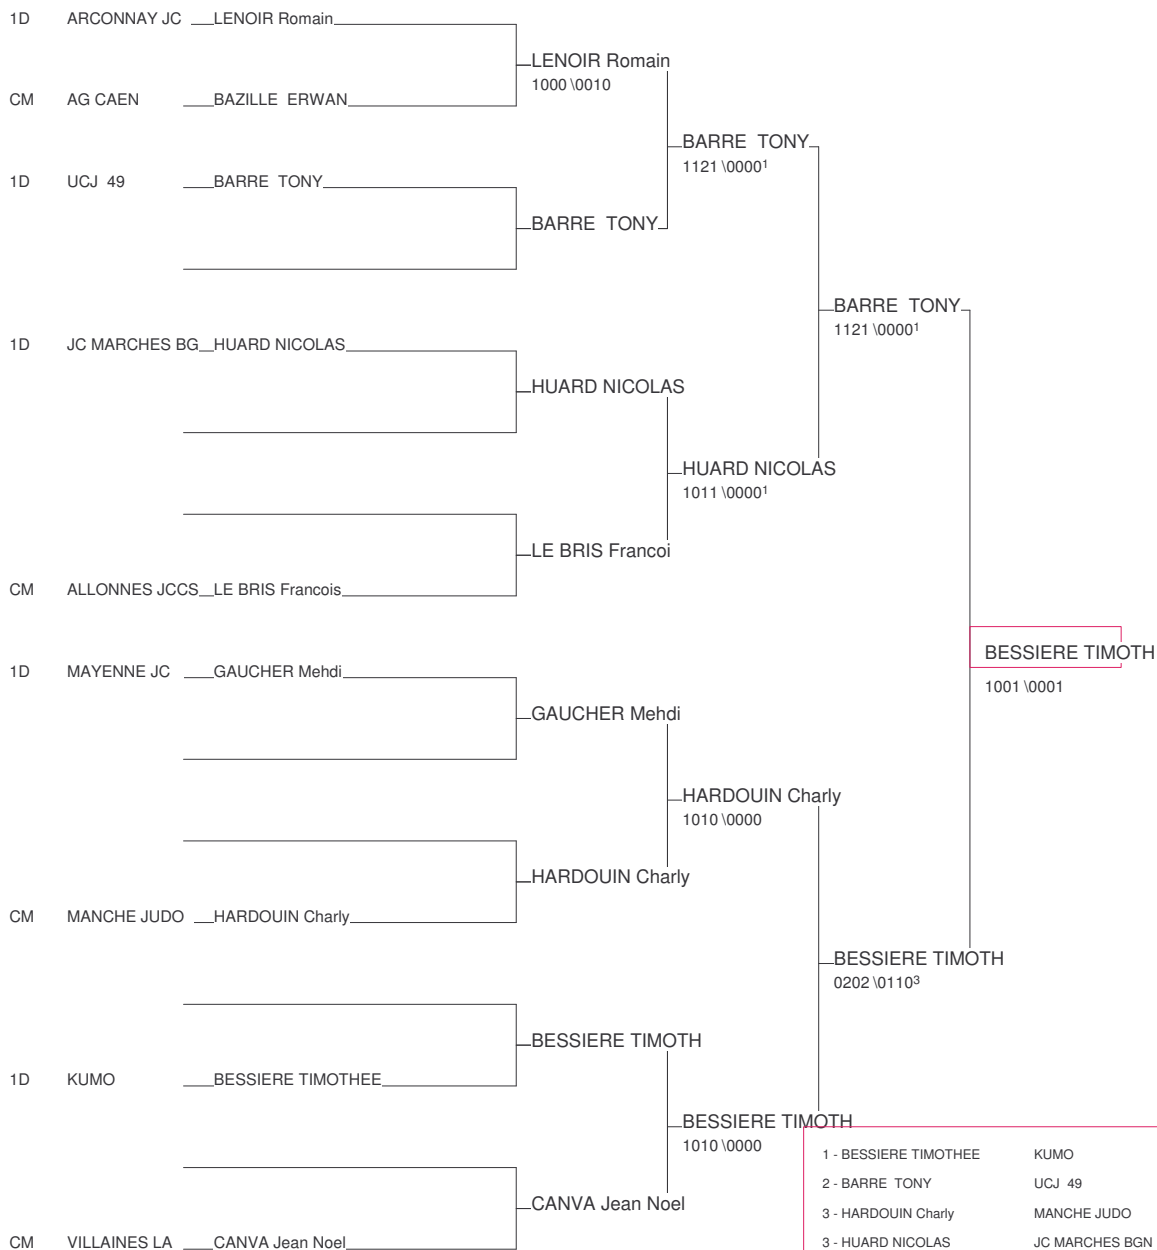 1D ARCONNAY JC LENOIR Romain
LENOIR Romain
1000 \0010
CM AG CAEN BAZILLE ERWAN
BARRE TONY
1121 \0000¹
1D UCJ 49 BARRE TONY
BARRE TONY
BARRE TONY
1121 \0000¹
1D JC MARCHES BG HUARD NICOLAS
HUARD NICOLAS
HUARD NICOLAS
1011 \0000¹
LE BRIS Francoi
CM ALLONNES JCCS LE BRIS Francois
BESSIERE TIMOTH
1001 \0001
1D MAYENNE JC GAUCHER Mehdi
GAUCHER Mehdi
HARDOUIN Charly
1010 \0000
HARDOUIN Charly
CM MANCHE JUDO HARDOUIN Charly
BESSIERE TIMOTH
0202 \0110³
BESSIERE TIMOTH
1D KUMO BESSIERE TIMOTHEE
BESSIERE TIMOTH
1010 \0000
CANVA Jean Noel
CM VILLAINES LA CANVA Jean Noel
1 - BESSIERE TIMOTHEE KUMO
2 - BARRE TONY UCJ 49
3 - HARDOUIN Charly MANCHE JUDO
3 - HUARD NICOLAS JC MARCHES BGN